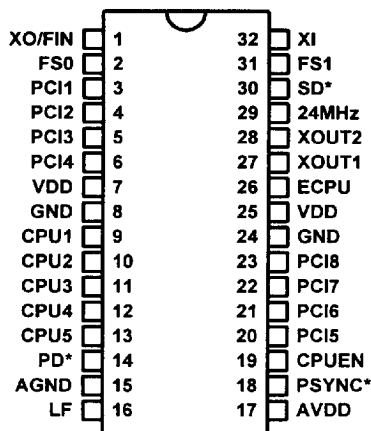 XO/FIN 1 32 XI
FS0 2 31 FS1
PCI1 3 30 SD*
PCI2 4 29 24MHz
PCI3 5 28 XOUT2
PCI4 6 27 XOUT1
VDD 7 26 ECPU
GND 8 25 VDD
CPU1 9 24 GND
CPU2 10 23 PCI8
CPU3 11 22 PCI7
CPU4 12 21 PCI6
CPU5 13 20 PCI5
PD* 14 19 CPUEN
AGND 15 18 PSYNC*
LF 16 17 AVDD